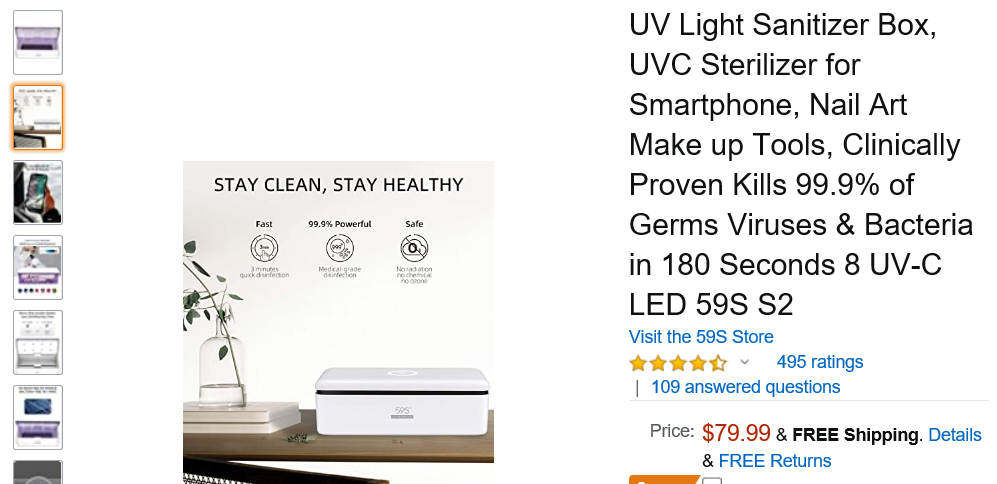 UV Light Sanitizer Box,
UVC Sterilizer for
Smartphone, Nail Art
Make up Tools, Clinically
Proven Kills 99.9% of
Germs Viruses & Bacteria
in 180 Seconds 8 UV-C
LED 59S S2
Visit the 59S Store
495 ratings
| 109 answered questions
Price: $79.99 & FREE Shipping. Details
& FREE Returns
STAY CLEAN, STAY HEALTHY
Fast 99.9% Powerful Safe
3 minutes Medical-grade No radiation
quick disinfection disinfection no chemical
no ozone
59S